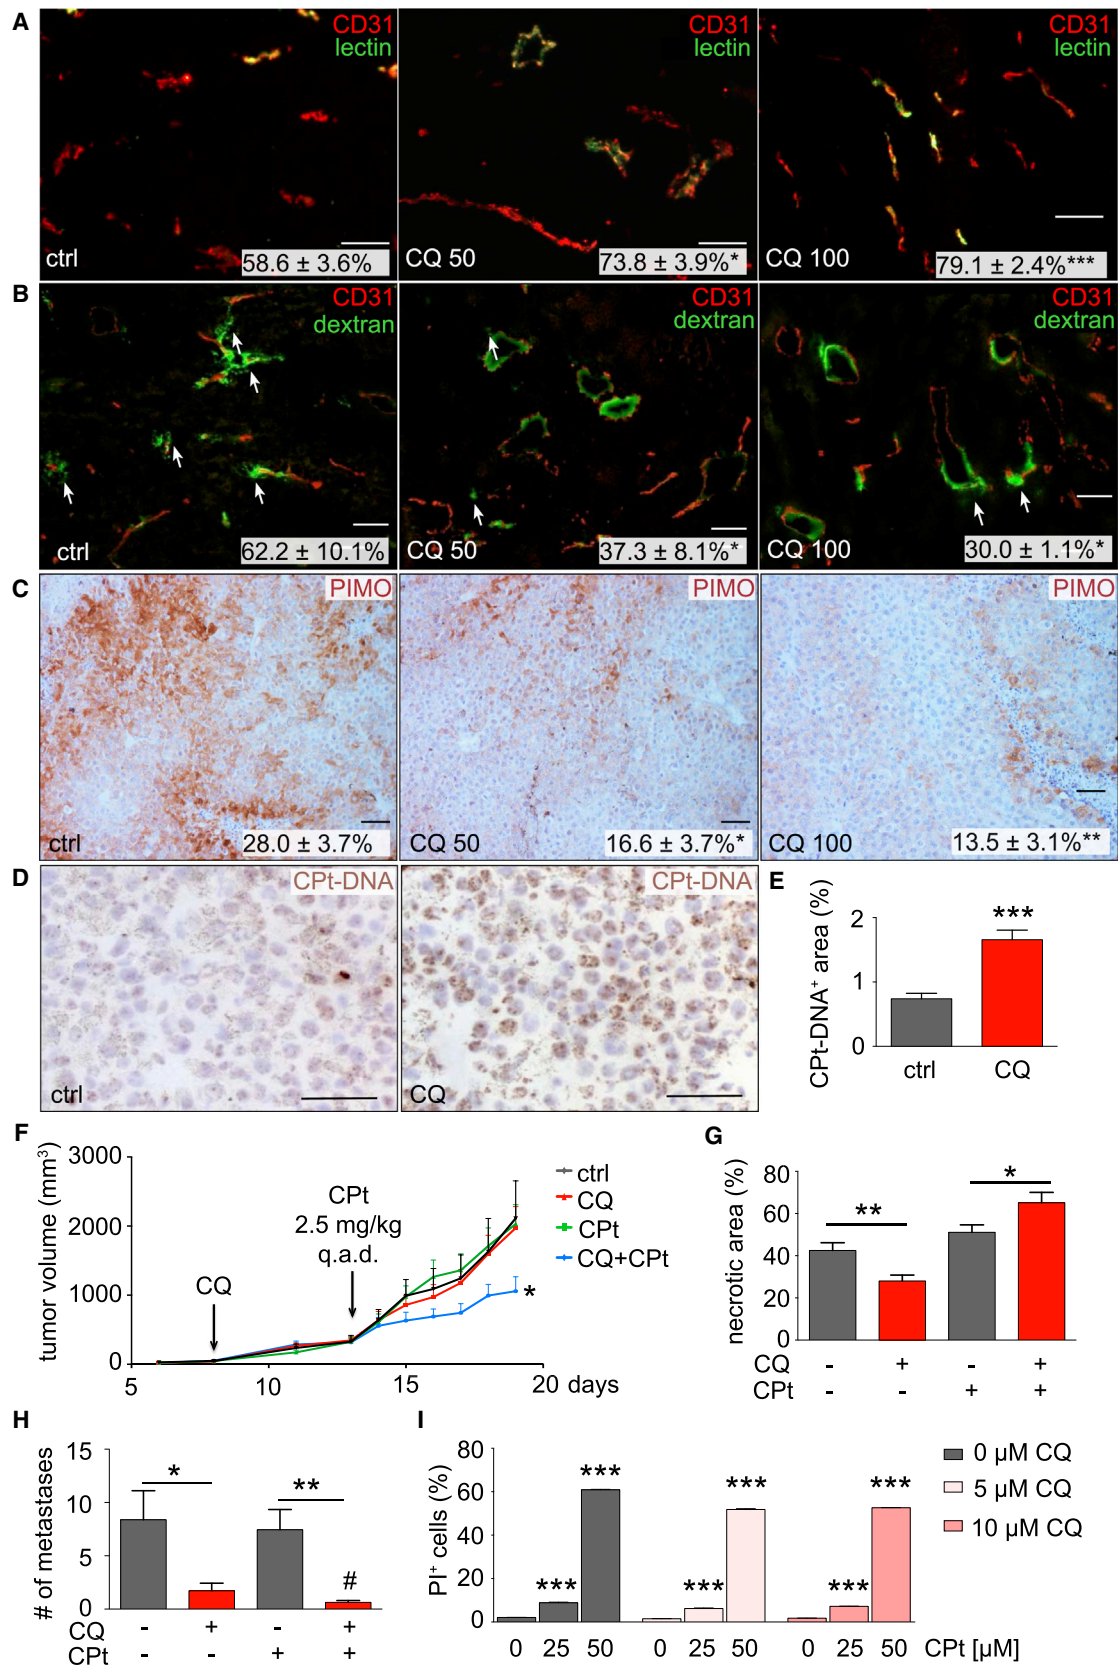 A
CD31
lectin
ctrl
58.6 ± 3.6%
CD31
lectin
CQ 50
73.8 ± 3.9%*
CD31
lectin
CQ 100
79.1 ± 2.4%***
B
CD31
dextran
ctrl
62.2 ± 10.1%
CD31
dextran
CQ 50
37.3 ± 8.1%*
CD31
dextran
CQ 100
30.0 ± 1.1%*
C
PIMO
ctrl
28.0 ± 3.7%
PIMO
CQ 50
16.6 ± 3.7%*
PIMO
CQ 100
13.5 ± 3.1%**
D
CPt-DNA
ctrl
CPt-DNA
CQ
E
CPt-DNA⁺ area (%)
2
1
0
***
ctrl
CQ
F
tumor volume (mm³)
3000
2000
1000
0
CQ
CPt
2.5 mg/kg
q.a.d.
ctrl
CQ
CPt
CQ+CPt
*
5
10
15
20 days
G
necrotic area (%)
80
60
40
20
0
**
*
CQ - + - +
CPt - - + +
H
# of metastases
15
10
5
0
*
**
#
CQ - + - +
CPt - - + +
I
PI⁺ cells (%)
80
60
40
20
0
*** ***
*** ***
*** ***
0 25 50 0 25 50 0 25 50 CPt [µM]
0 µM CQ
5 µM CQ
10 µM CQ